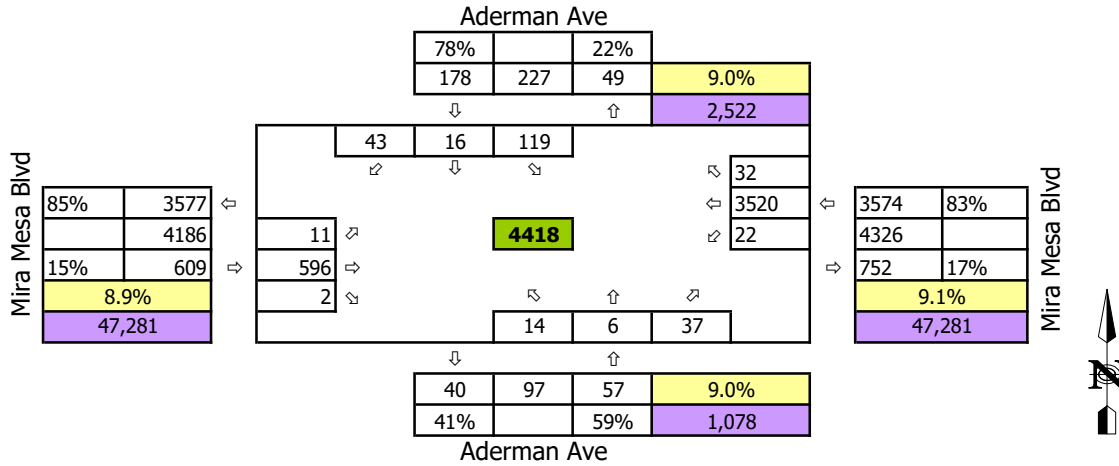 Aderman Ave
78% 22%
178 227 49 9.0%
⇩ ⇧ 2,522
43 16 119
⬃ ⇩ ⬂
Mira Mesa Blvd
85% 3577 ⇦
4186
15% 609 ⇨
8.9%
47,281
11 ⬀
596 ⇨
2 ⬂
4418
⬁ 32
⇦ 3520
⬃ 22
⇦ 3574 83%
4326
⇨ 752 17%
9.1%
47,281
Mira Mesa Blvd
⬁ ⇧ ⬀
14 6 37
⇩ ⇧
40 97 57 9.0%
41% 59% 1,078
Aderman Ave
N